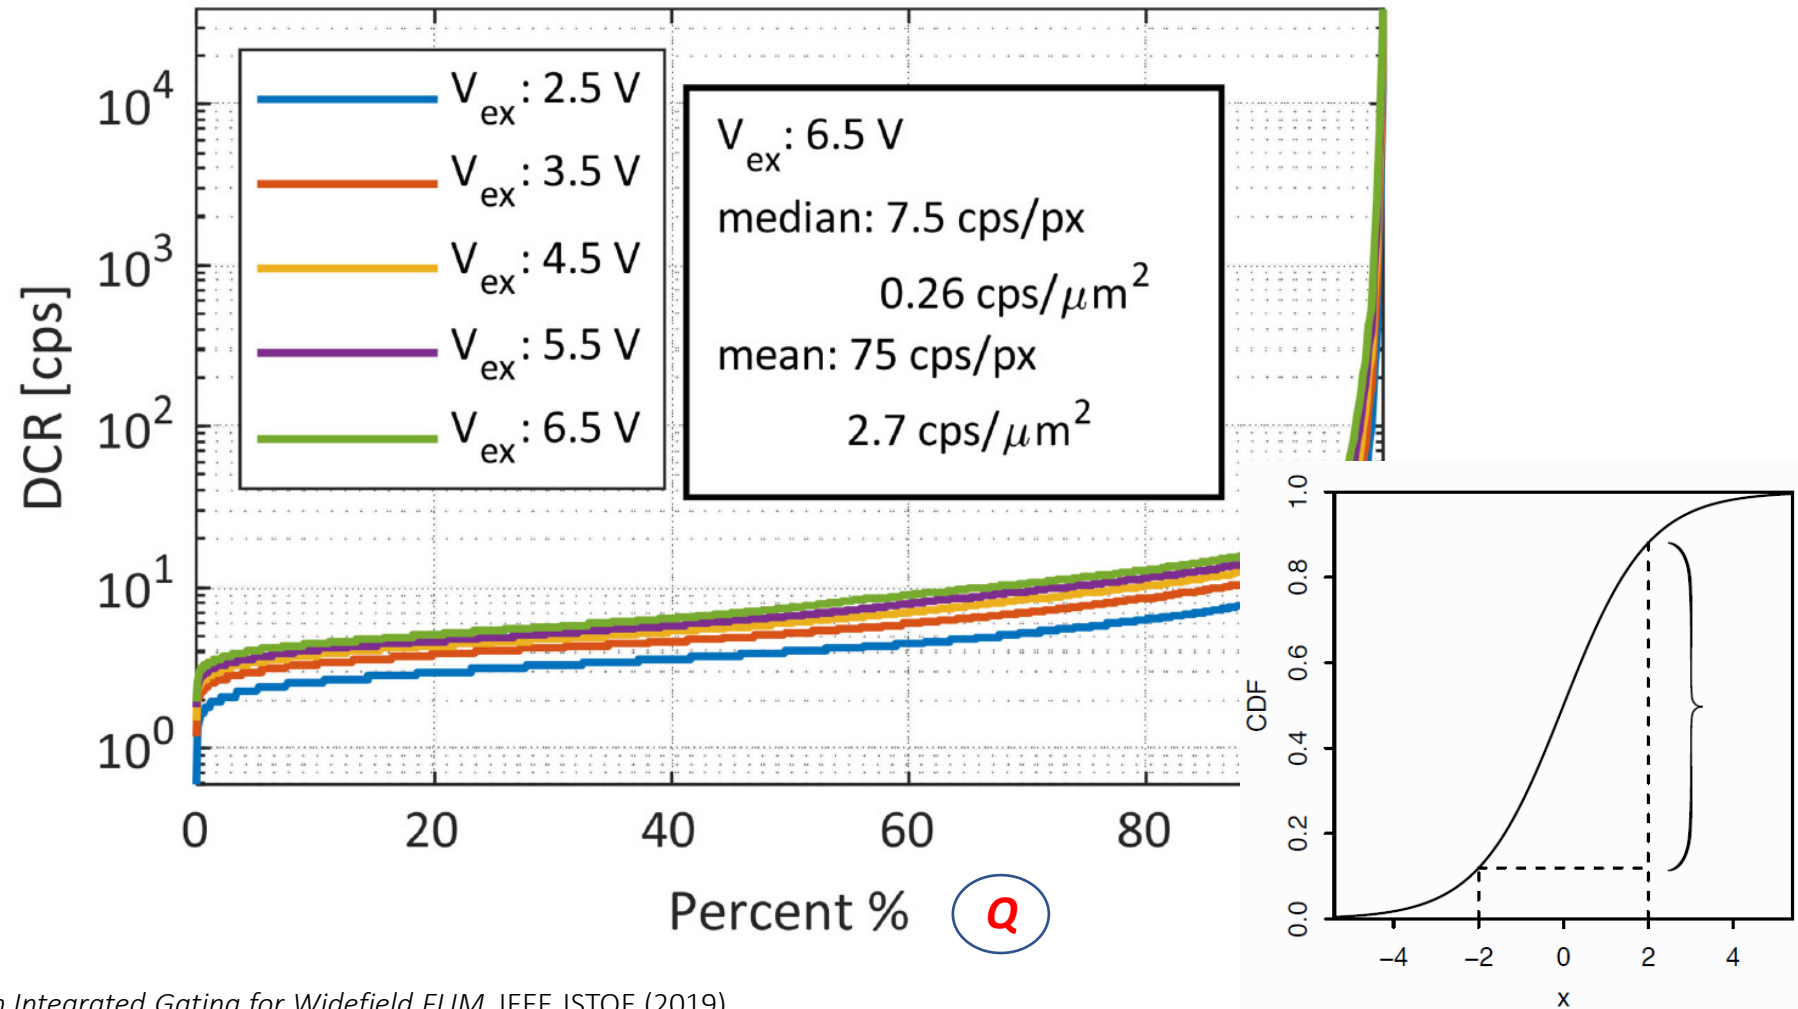 DCR [cps]
10^4
10^3
10^2
10^1
10^0
V_ex: 2.5 V
V_ex: 3.5 V
V_ex: 4.5 V
V_ex: 5.5 V
V_ex: 6.5 V
V_ex: 6.5 V
median: 7.5 cps/px
0.26 cps/μm^2
mean: 75 cps/px
2.7 cps/μm^2
0 20 40 60 80
Percent %
Q
CDF
1.0
0.8
0.6
0.4
0.2
0.0
−4 −2 0 2 4
x
Integrated Gating for Widefield FLIM, IEEE JSTQE (2019)